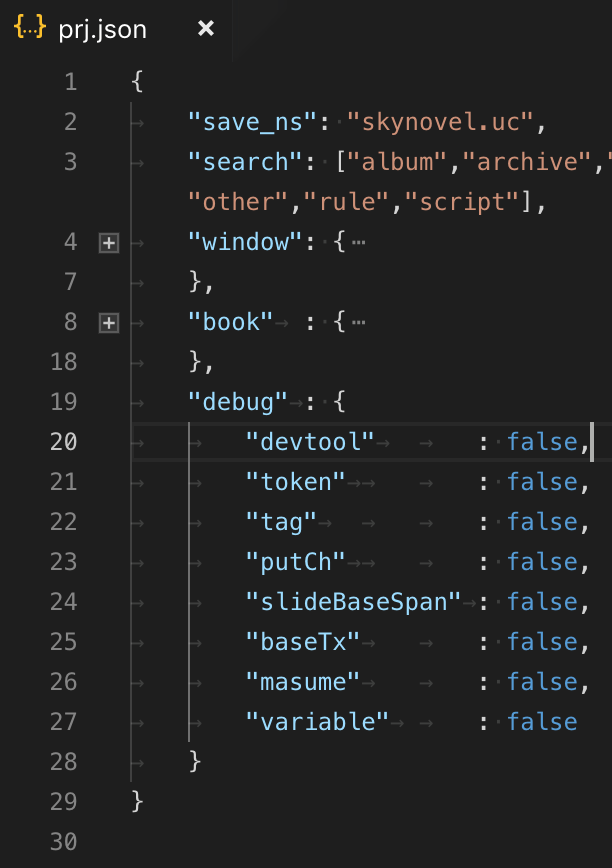 {...} prj.json ×
1 {
2 "save_ns": "skynovel.uc",
3 "search": ["album","archive","
"other","rule","script"],
4 "window": { ⋯
7 },
8 "book" : { ⋯
18 },
19 "debug" : {
20 "devtool" : false,
21 "token" : false,
22 "tag" : false,
23 "putCh" : false,
24 "slideBaseSpan" : false,
25 "baseTx" : false,
26 "masume" : false,
27 "variable" : false
28 }
29 }
30